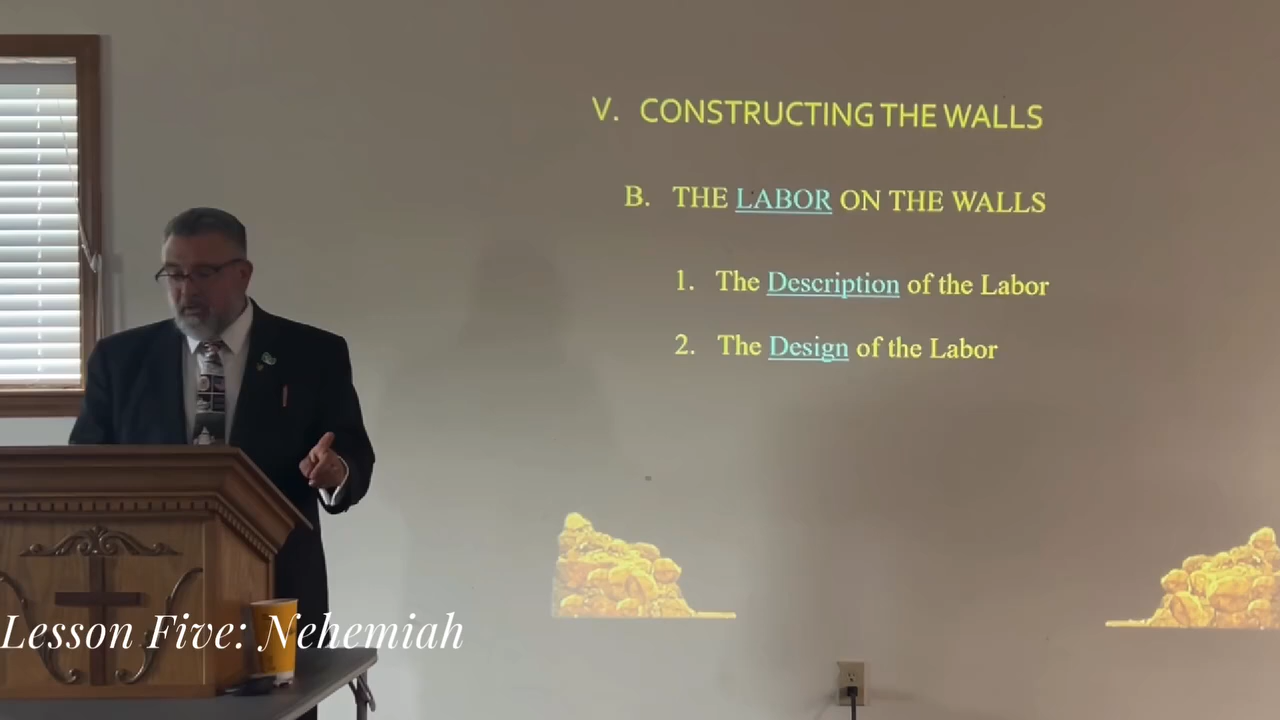 V. CONSTRUCTING THE WALLS
B. THE LABOR ON THE WALLS
1. The Description of the Labor
2. The Design of the Labor
Lesson Five: Nehemiah